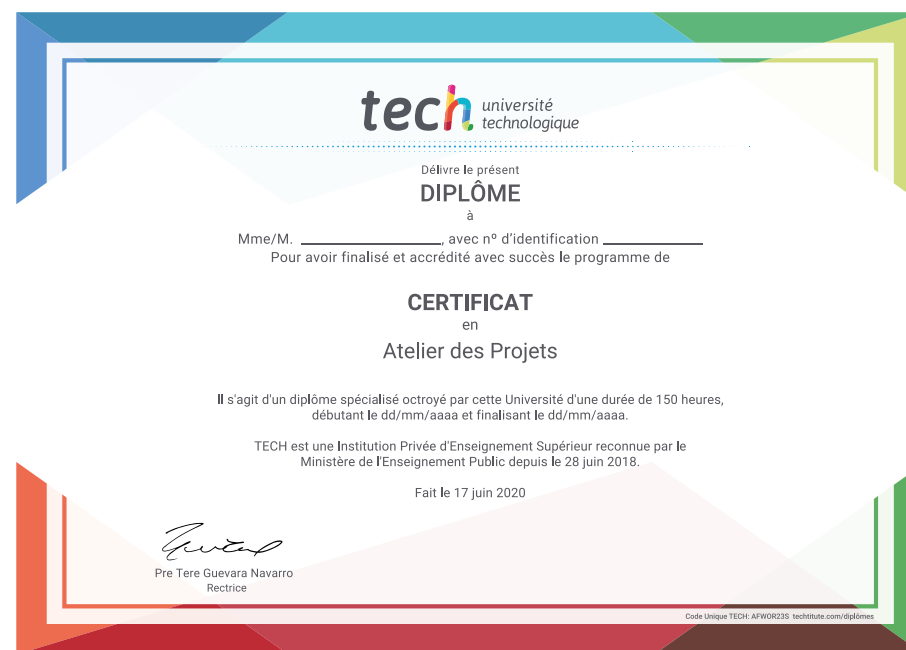 tech université
technologique
Délivre le présent
DIPLÔME
à
Mme/M. ____________________, avec nº d'identification ______________
Pour avoir finalisé et accrédité avec succès le programme de
CERTIFICAT
en
Atelier des Projets
Il s'agit d'un diplôme spécialisé octroyé par cette Université d'une durée de 150 heures,
débutant le dd/mm/aaaa et finalisant le dd/mm/aaaa.
TECH est une Institution Privée d'Enseignement Supérieur reconnue par le
Ministère de l'Enseignement Public depuis le 28 juin 2018.
Fait le 17 juin 2020
Pre Tere Guevara Navarro
Rectrice
Code Unique TECH: AFWOR23S techtitute.com/diplômes